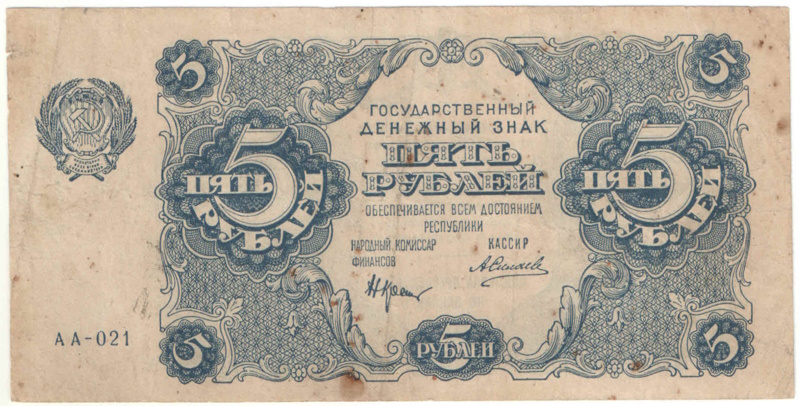 5
5
ГОСУДАРСТВЕННЫЙ
ДЕНЕЖНЫЙ ЗНАК
ПЯТЬ
РУБЛЕЙ
ОБЕСПЕЧИВАЕТСЯ ВСЕМ ДОСТОЯНИЕМ
РЕСПУБЛИКИ
НАРОДНЫЙ КОМИССАР
ФИНАНСОВ
КАССИР
А.Силаев
5
ПЯТЬ
РУБЛЕЙ
5
ПЯТЬ
РУБЛЕЙ
АА-021
5
5
РУБЛЕЙ
5